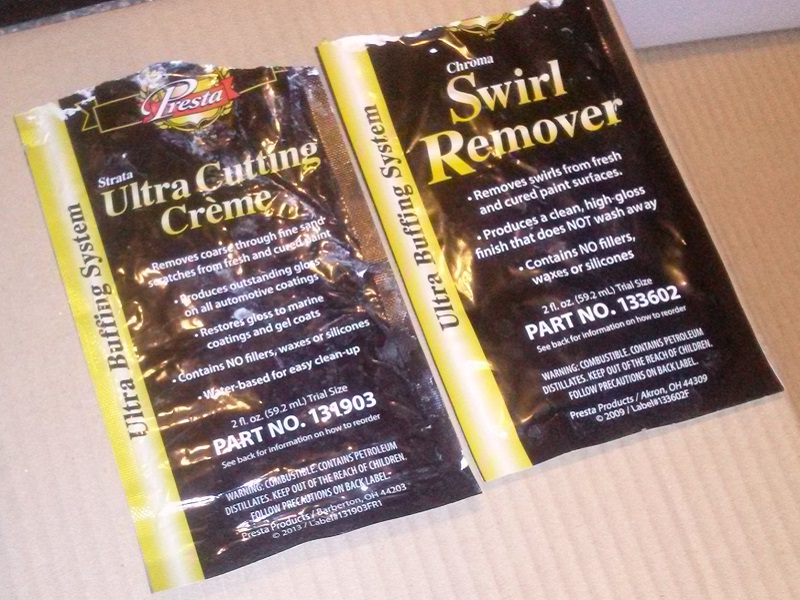 Presta
Strata
Ultra Cutting
Crème
Ultra Buffing System
Removes coarse through fine sand
scratches from fresh and cured paint
• Produces outstanding gloss
on all automotive coatings
• Restores gloss to marine
coatings and gel coats
• Contains NO fillers, waxes or silicones
• Water-based for easy clean-up
2 fl. oz. (59.2 mL) Trial Size
PART NO. 131903
See back for information on how to reorder
WARNING: COMBUSTIBLE. CONTAINS PETROLEUM
DISTILLATES. KEEP OUT OF THE REACH OF CHILDREN.
FOLLOW PRECAUTIONS ON BACK LABEL.
Presta Products / Barberton, OH 44203
© 2013 / Label#131903FR1
Chroma
Swirl
Remover
Ultra Buffing System
• Removes swirls from fresh
and cured paint surfaces.
• Produces a clean, high-gloss
finish that does NOT wash away
• Contains NO fillers,
waxes or silicones
2 fl. oz. (59.2 mL) Trial Size
PART NO. 133602
See back for information on how to reorder
WARNING: COMBUSTIBLE. CONTAINS PETROLEUM
DISTILLATES. KEEP OUT OF THE REACH OF CHILDREN.
FOLLOW PRECAUTIONS ON BACK LABEL.
Presta Products / Akron, OH 44309
© 2009 / Label#133602F